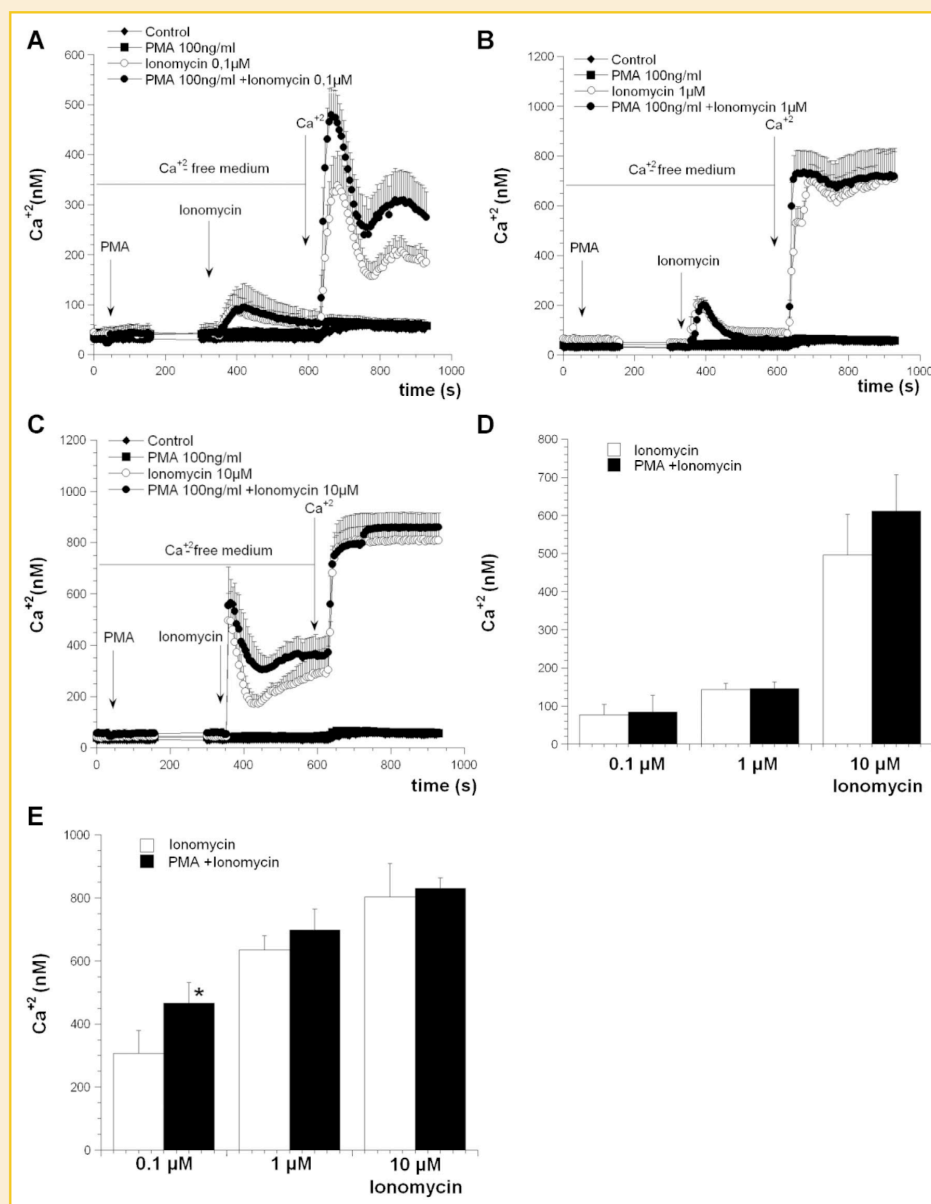 A
Control
PMA 100ng/ml
Ionomycin 0,1μM
PMA 100ng/ml +Ionomycin 0,1μM
600
500
400
300
200
100
0
Ca+2(nM)
Ca+2
Ca+2- free medium
Ionomycin
PMA
0 200 400 600 800 1000
time (s)
B
Control
PMA 100ng/ml
Ionomycin 1μM
PMA 100ng/ml +Ionomycin 1μM
1200
1000
800
600
400
200
0
Ca+2(nM)
Ca+2
Ca+2-free medium
Ionomycin
PMA
0 200 400 600 800 1000
time (s)
C
Control
PMA 100ng/ml
Ionomycin 10μM
PMA 100ng/ml +Ionomycin 10μM
1200
900
600
300
0
Ca+2(nM)
Ca+2
Ca+2-free medium
PMA
Ionomycin
0 200 400 600 800 1000
time (s)
D
Ionomycin
PMA +Ionomycin
800
700
600
500
400
300
200
100
0
Ca+2 (nM)
0.1 μM 1 μM 10 μM
Ionomycin
E
Ionomycin
PMA +Ionomycin
1000
800
600
400
200
0
Ca+2 (nM)
*
0.1 μM 1 μM 10 μM
Ionomycin